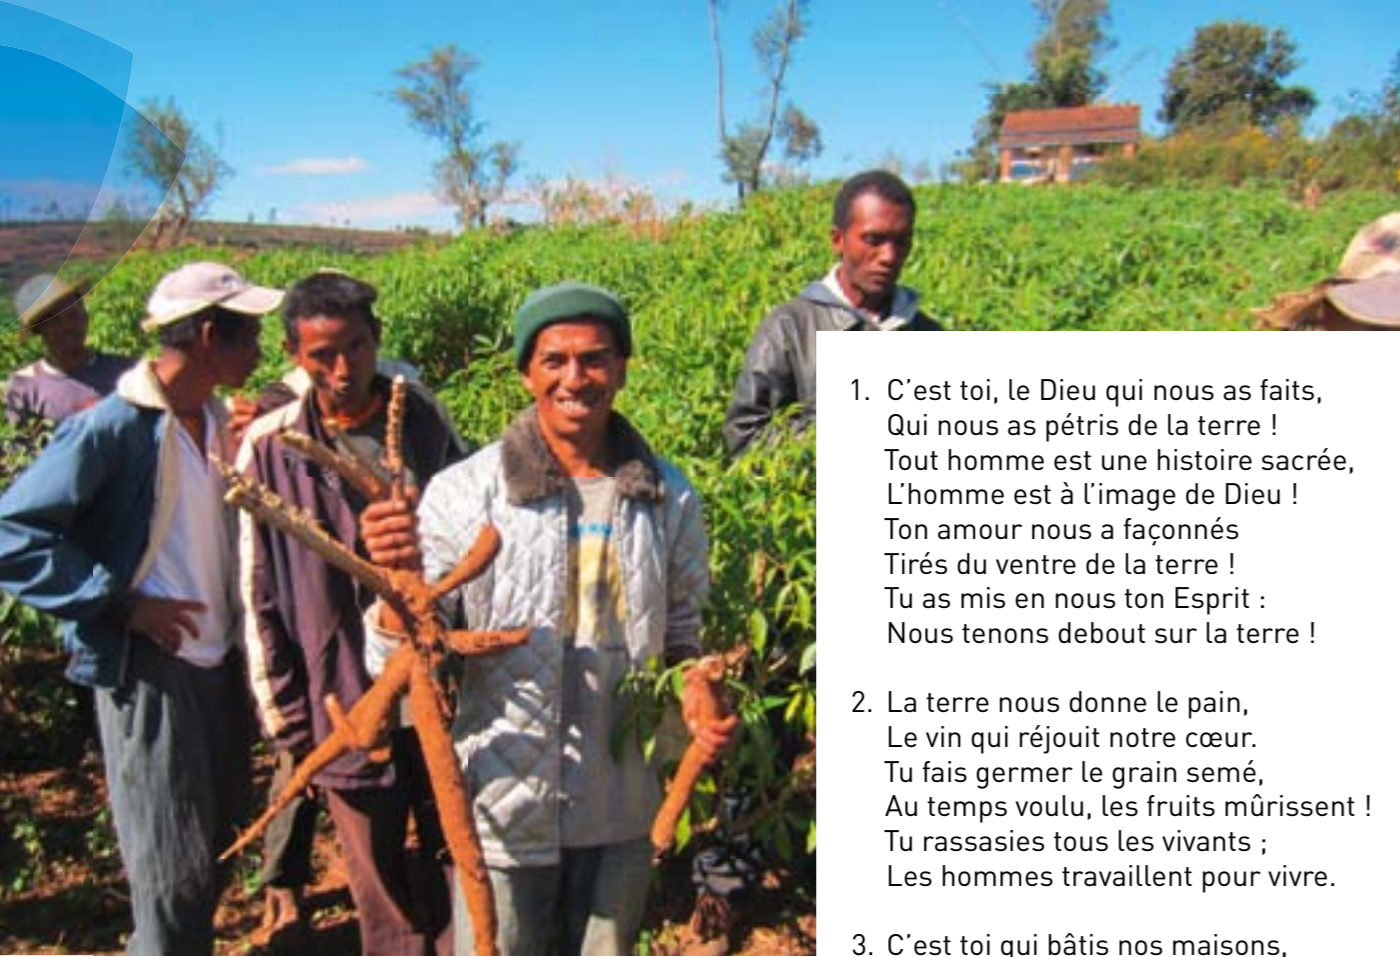 1. C’est toi, le Dieu qui nous as faits,
Qui nous as pétris de la terre !
Tout homme est une histoire sacrée,
L’homme est à l’image de Dieu !
Ton amour nous a façonnés
Tirés du ventre de la terre !
Tu as mis en nous ton Esprit :
Nous tenons debout sur la terre !
2. La terre nous donne le pain,
Le vin qui réjouit notre cœur.
Tu fais germer le grain semé,
Au temps voulu, les fruits mûrissent !
Tu rassasies tous les vivants ;
Les hommes travaillent pour vivre.
3. C’est toi qui bâtis nos maisons,